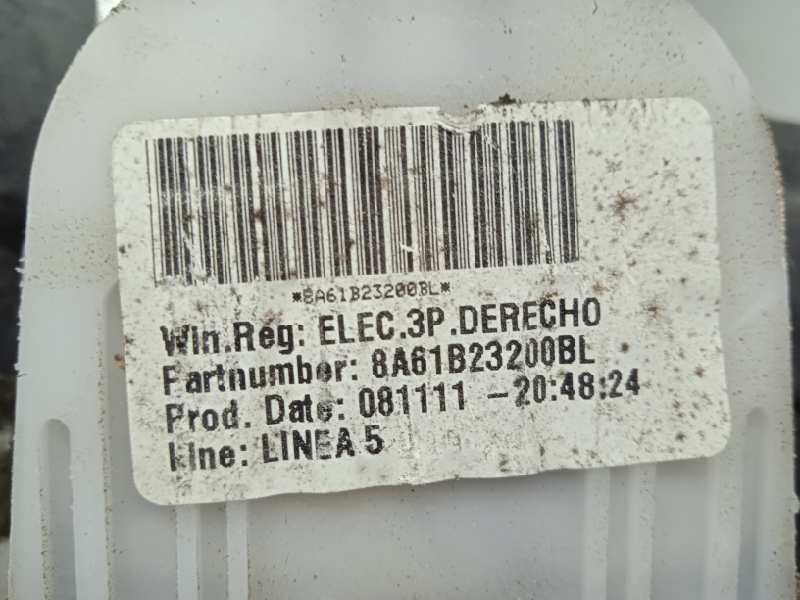 *8A61B23200BL*
Win.Reg: ELEC.3P.DERECHO
Partnumber: 8A61B23200BL
Prod. Date: 081111 -20:48:24
Line: LINEA 5